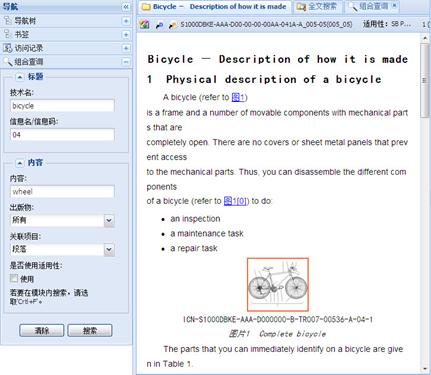 导航
导航树
书签
访问记录
组合查询
标题
技术名:
bicycle
信息名/信息码:
04
内容
内容:
wheel
出版物:
所有
关联项目:
段落
是否使用适用性:
使用
若要在模块内搜索，请选
取'Crtl+F'。
清除
搜索
Bicycle － Description of how it is made
全文搜索
组合查询
S1000DBKE-AAA-D00-00-00-00AA-041A-A_005-05(005_05)
适用性: SB P...
1 (
Bicycle － Description of how it is made
1 Physical description of a bicycle
A bicycle (refer to 图1)
is a frame and a number of movable components with mechanical part
s that are
completely open. There are no covers or sheet metal panels that prev
ent access
to the mechanical parts. Thus, you can disassemble the different com
ponents
of a bicycle (refer to 图1[0]) to do:
• an inspection
• a maintenance task
• a repair task
ICN-S1000DBKE-AAA-D000000-B-TR007-00536-A-04-1
图片1 Complete bicycle
The parts that you can immediately identify on a bicycle are give
n in Table 1.